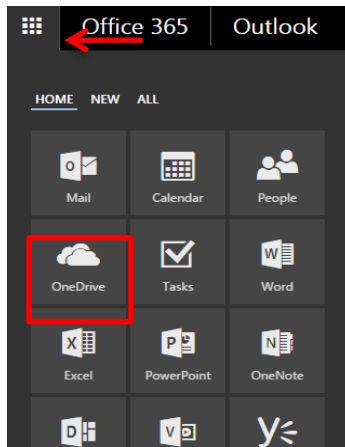 Office 365 Outlook
HOME NEW ALL
Mail Calendar People
OneDrive Tasks Word
Excel PowerPoint OneNote